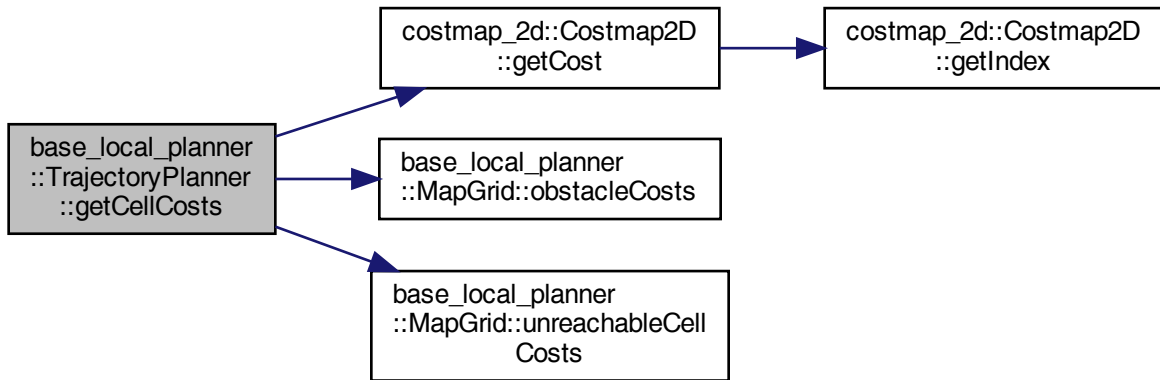 base_local_planner
::TrajectoryPlanner
::getCellCosts
costmap_2d::Costmap2D
::getCost
costmap_2d::Costmap2D
::getIndex
base_local_planner
::MapGrid::obstacleCosts
base_local_planner
::MapGrid::unreachableCell
Costs